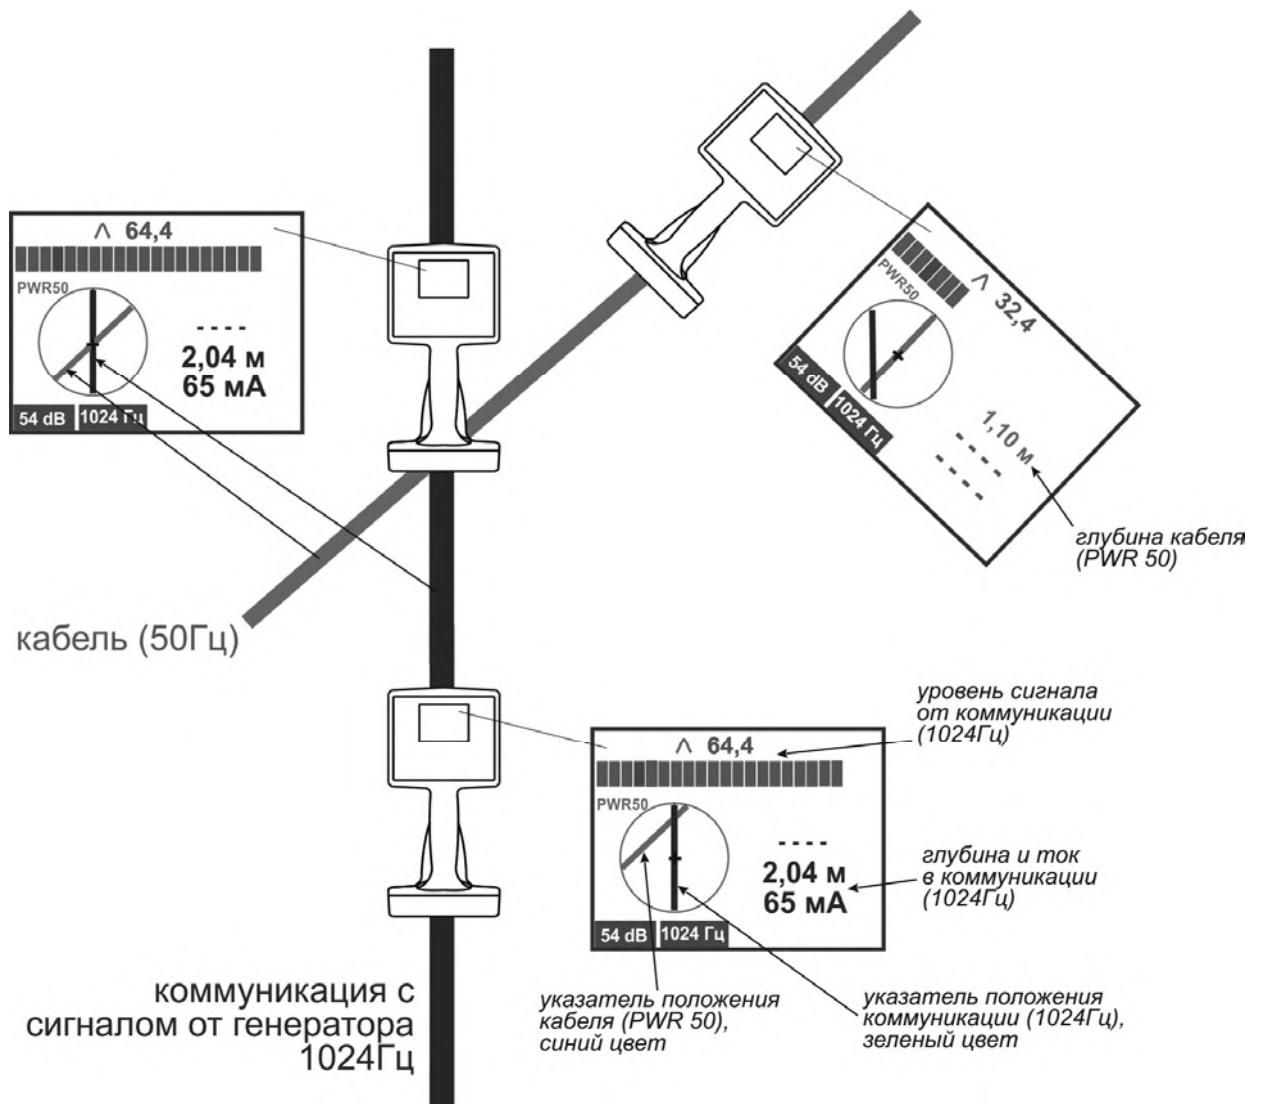 Λ 64,4
PWR50
- - - -
2,04 м
65 мА
54 dB
1024 Гц
Λ 32,4
PWR50
54 dB
1024 Гц
1,10 м
- - - -
- - - -
глубина кабеля
(PWR 50)
кабель (50Гц)
уровень сигнала
от коммуникации
(1024Гц)
Λ 64,4
PWR50
- - - -
2,04 м
65 мА
54 dB
1024 Гц
глубина и ток
в коммуникации
(1024Гц)
коммуникация с
сигналом от генератора
1024Гц
указатель положения
кабеля (PWR 50),
синий цвет
указатель положения
коммуникации (1024Гц),
зеленый цвет